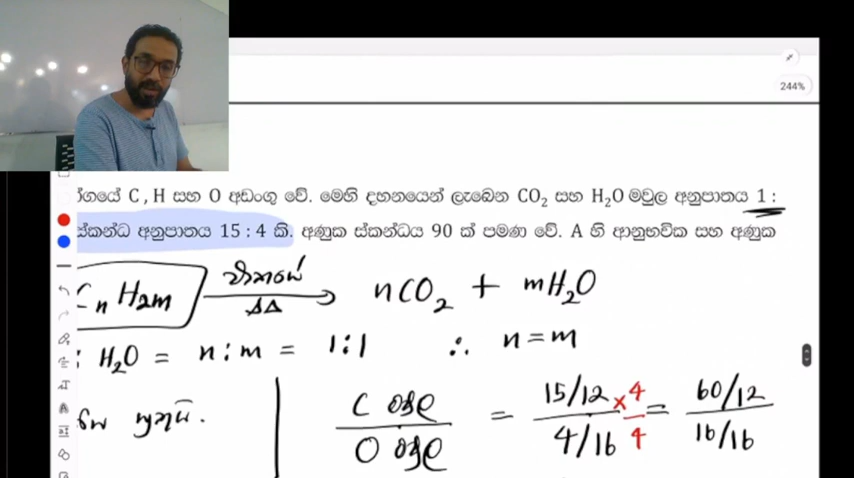 244%
ර්ගයේ C , H සහ O අඩංගු වේ. මෙහි දහනයෙන් ලැබෙන CO₂ සහ H₂O මවුල අනුපාතය 1 :
ස්කන්ධ අනුපාතය 15 : 4 කි. අණුක ස්කන්ධය 90 ක් පමණ වේ. A හි ආනුභවික සහ අණුක
CₙH₂ₘ වාතයේ ΔΔ → nCO₂ + mH₂O
: H₂O = n : m = 1 : 1 ∴ n = m
C මවුල / O මවුල = 15/12 / 4/16 × 4/4 = 60/12 / 16/16